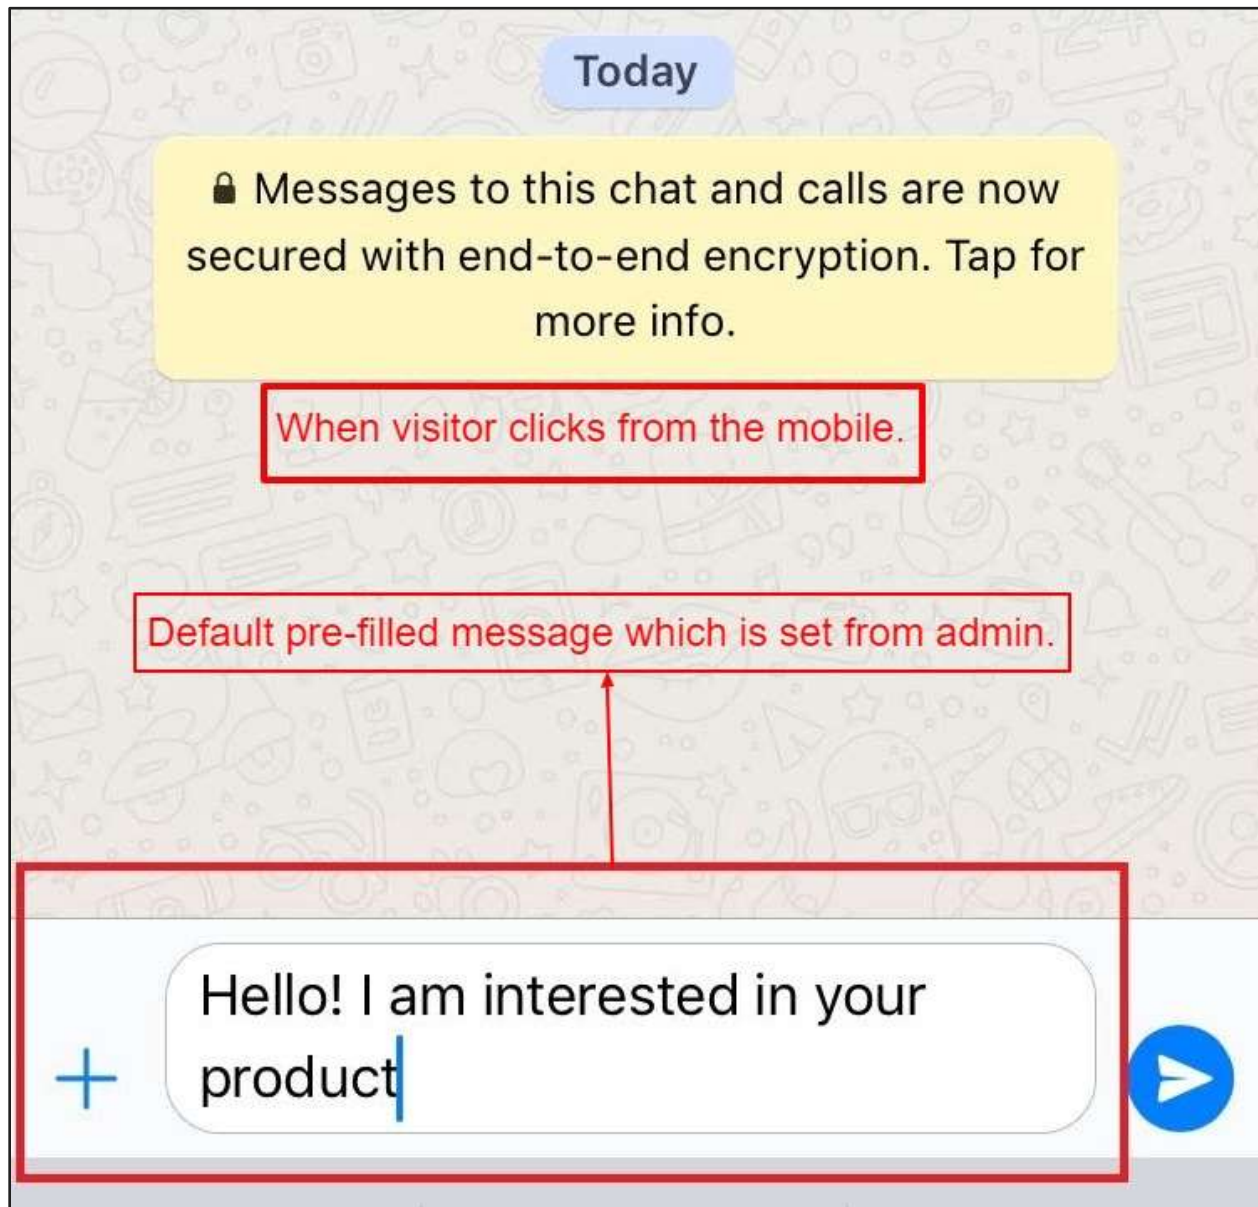 Today
Messages to this chat and calls are now
secured with end-to-end encryption. Tap for
more info.
When visitor clicks from the mobile.
Default pre-filled message which is set from admin.
Hello! I am interested in your
product